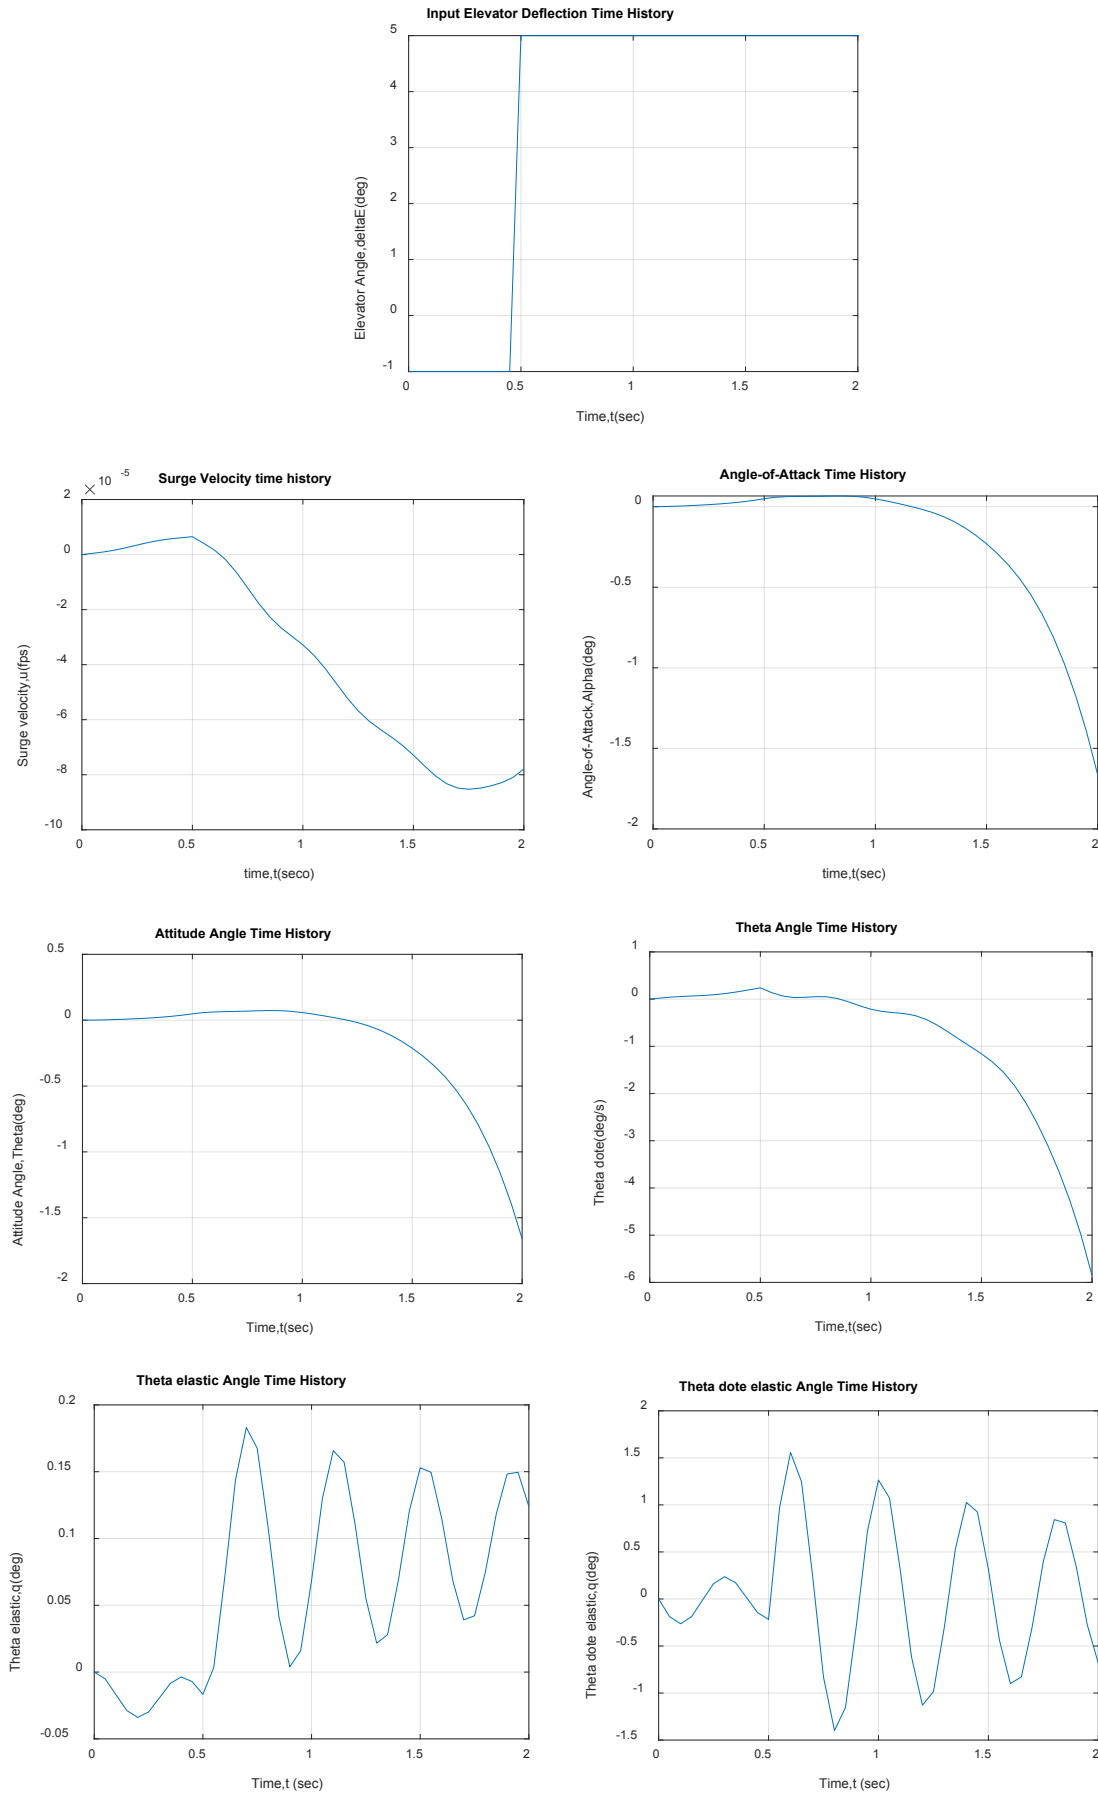 Input Elevator Deflection Time History
5
4
3
2
1
0
-1
Elevator Angle,deltaE(deg)
0 0.5 1 1.5 2
Time,t(sec)
Surge Velocity time history
× 10 -5
2
0
-2
-4
-6
-8
-10
Surge velocity,u(fps)
0 0.5 1 1.5 2
time,t(seco)
Angle-of-Attack Time History
0
-0.5
-1
-1.5
-2
Angle-of-Attack,Alpha(deg)
0 0.5 1 1.5 2
time,t(sec)
Attitude Angle Time History
0.5
0
-0.5
-1
-1.5
-2
Attitude Angle,Theta(deg)
0 0.5 1 1.5 2
Time,t(sec)
Theta Angle Time History
1
0
-1
-2
-3
-4
-5
-6
Theta dote(deg/s)
0 0.5 1 1.5 2
Time,t(sec)
Theta elastic Angle Time History
0.2
0.15
0.1
0.05
0
-0.05
Theta elastic,q(deg)
0 0.5 1 1.5 2
Time,t (sec)
Theta dote elastic Angle Time History
2
1.5
1
0.5
0
-0.5
-1
-1.5
Theta dote elastic,q(deg)
0 0.5 1 1.5 2
Time,t (sec)